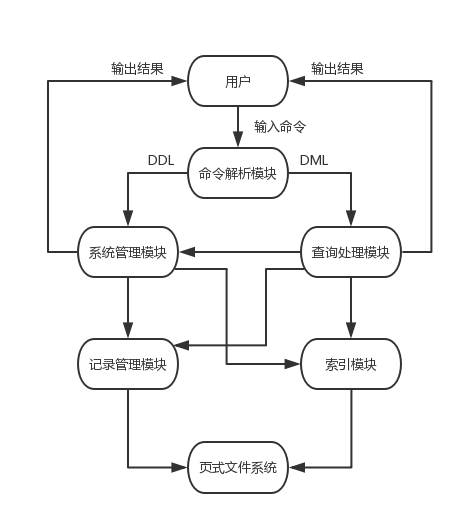 输出结果
用户
输出结果
输入命令
DDL
命令解析模块
DML
系统管理模块
查询处理模块
记录管理模块
索引模块
页式文件系统